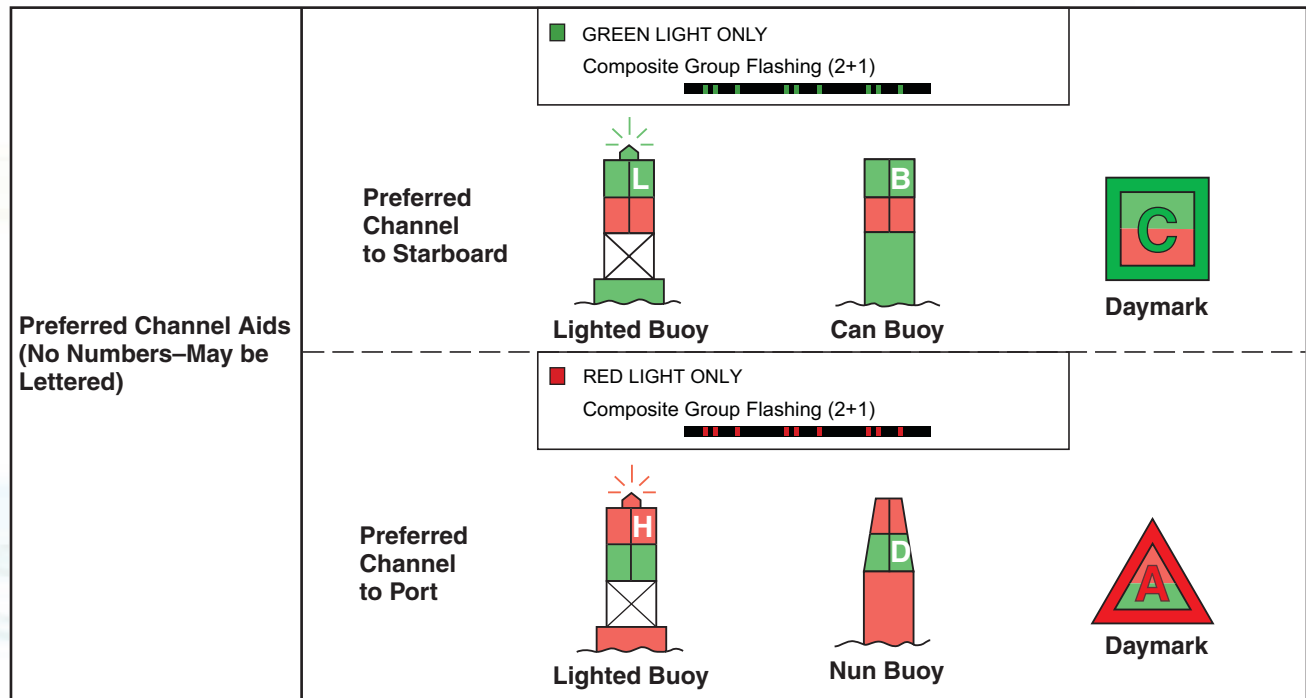 GREEN LIGHT ONLY
Composite Group Flashing (2+1)
Preferred
Channel
to Starboard
L
B
C
Lighted Buoy
Can Buoy
Daymark
Preferred Channel Aids
(No Numbers–May be
Lettered)
RED LIGHT ONLY
Composite Group Flashing (2+1)
Preferred
Channel
to Port
H
D
A
Lighted Buoy
Nun Buoy
Daymark